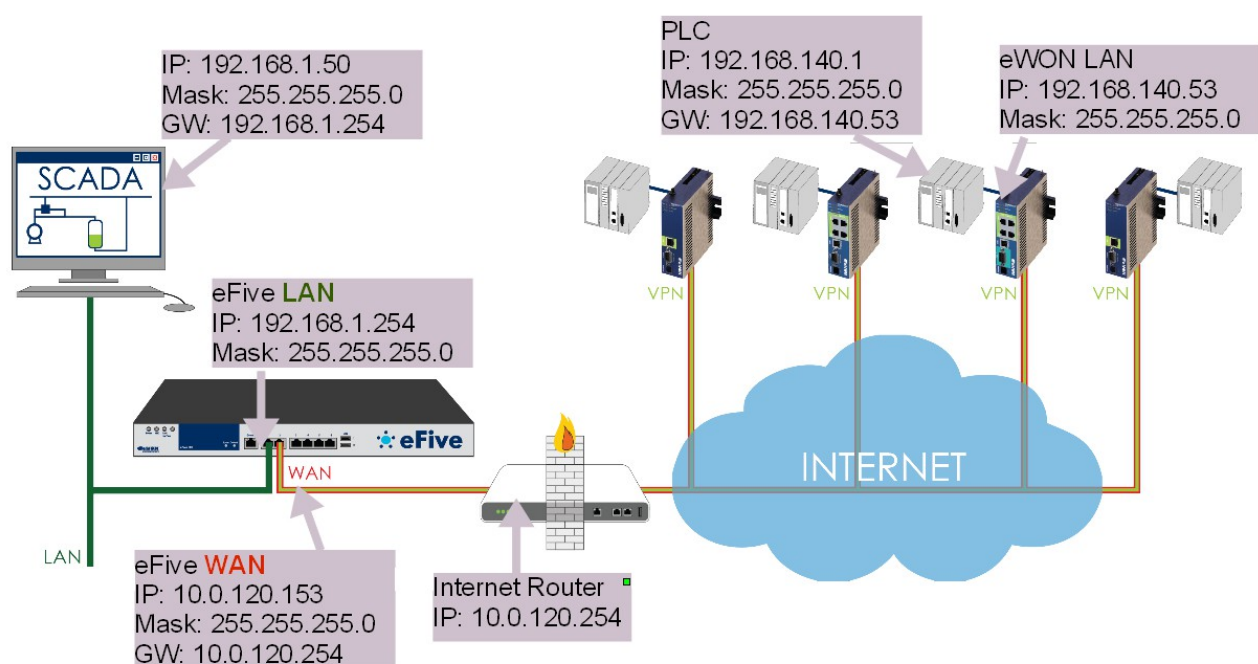 IP: 192.168.1.50
Mask: 255.255.255.0
GW: 192.168.1.254
PLC
IP: 192.168.140.1
Mask: 255.255.255.0
GW: 192.168.140.53
eWON LAN
IP: 192.168.140.53
Mask: 255.255.255.0
SCADA
eFive LAN
IP: 192.168.1.254
Mask: 255.255.255.0
VPN
VPN
VPN
VPN
eFive
WAN
INTERNET
LAN
eFive WAN
IP: 10.0.120.153
Mask: 255.255.255.0
GW: 10.0.120.254
Internet Router
IP: 10.0.120.254